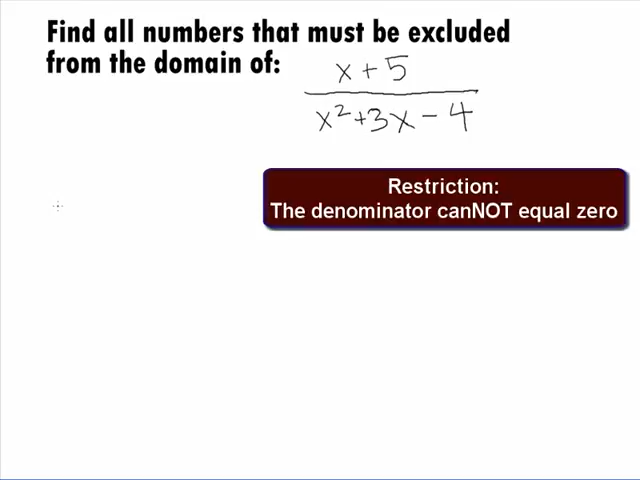 Find all numbers that must be excluded
from the domain of:
x + 5
x²+3x – 4
Restriction:
The denominator canNOT equal zero